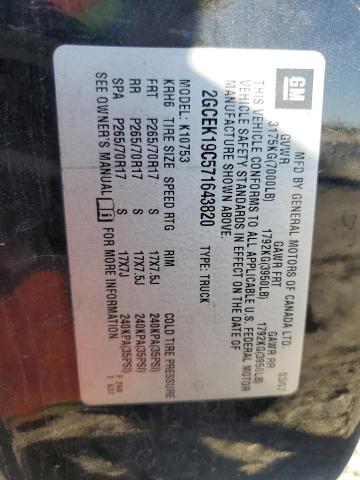 GM
MFD BY GENERAL MOTORS OF CANADA LTD.
03/07
GVWR GAWR FRT GAWR RR
3175KG(7000LB) 1792KG(3950LB) 1792KG(3950LB)
THIS VEHICLE CONFORMS TO ALL APPLICABLE U.S. FEDERAL MOTOR
VEHICLE SAFETY STANDARDS IN EFFECT ON THE DATE OF
MANUFACTURE SHOWN ABOVE.
2GCEK19C571643820 TYPE: TRUCK
MODEL: K10753
KRH6 TIRE SIZE SPEED RTG RIM COLD TIRE PRESSURE
FRT P265/70R17 S 17X7.5J 240KPA(35PSI)
RR P265/70R17 S 17X7.5J 240KPA(35PSI)
SPA P265/70R17 S 17X7J 240KPA(35PSI)
SEE OWNER'S MANUAL FOR MORE INFORMATION.